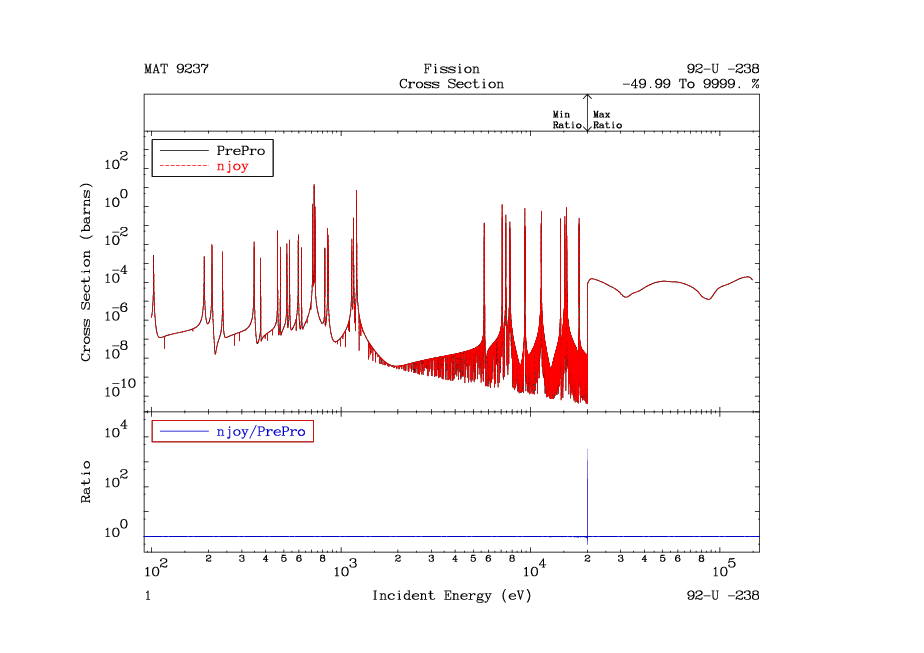 MAT 9237 Fission 92-U -238
Cross Section -49.99 To 9999. %
Min Max
Ratio Ratio
PrePro
njoy
Cross Section (barns)
10^2
10^0
10^-2
10^-4
10^-6
10^-8
10^-10
njoy/PrePro
Ratio
10^4
10^2
10^0
2 3 4 5 6 8 2 3 4 5 6 8 2 3 4 5 6 8
10^2 10^3 10^4 10^5
1 Incident Energy (eV) 92-U -238